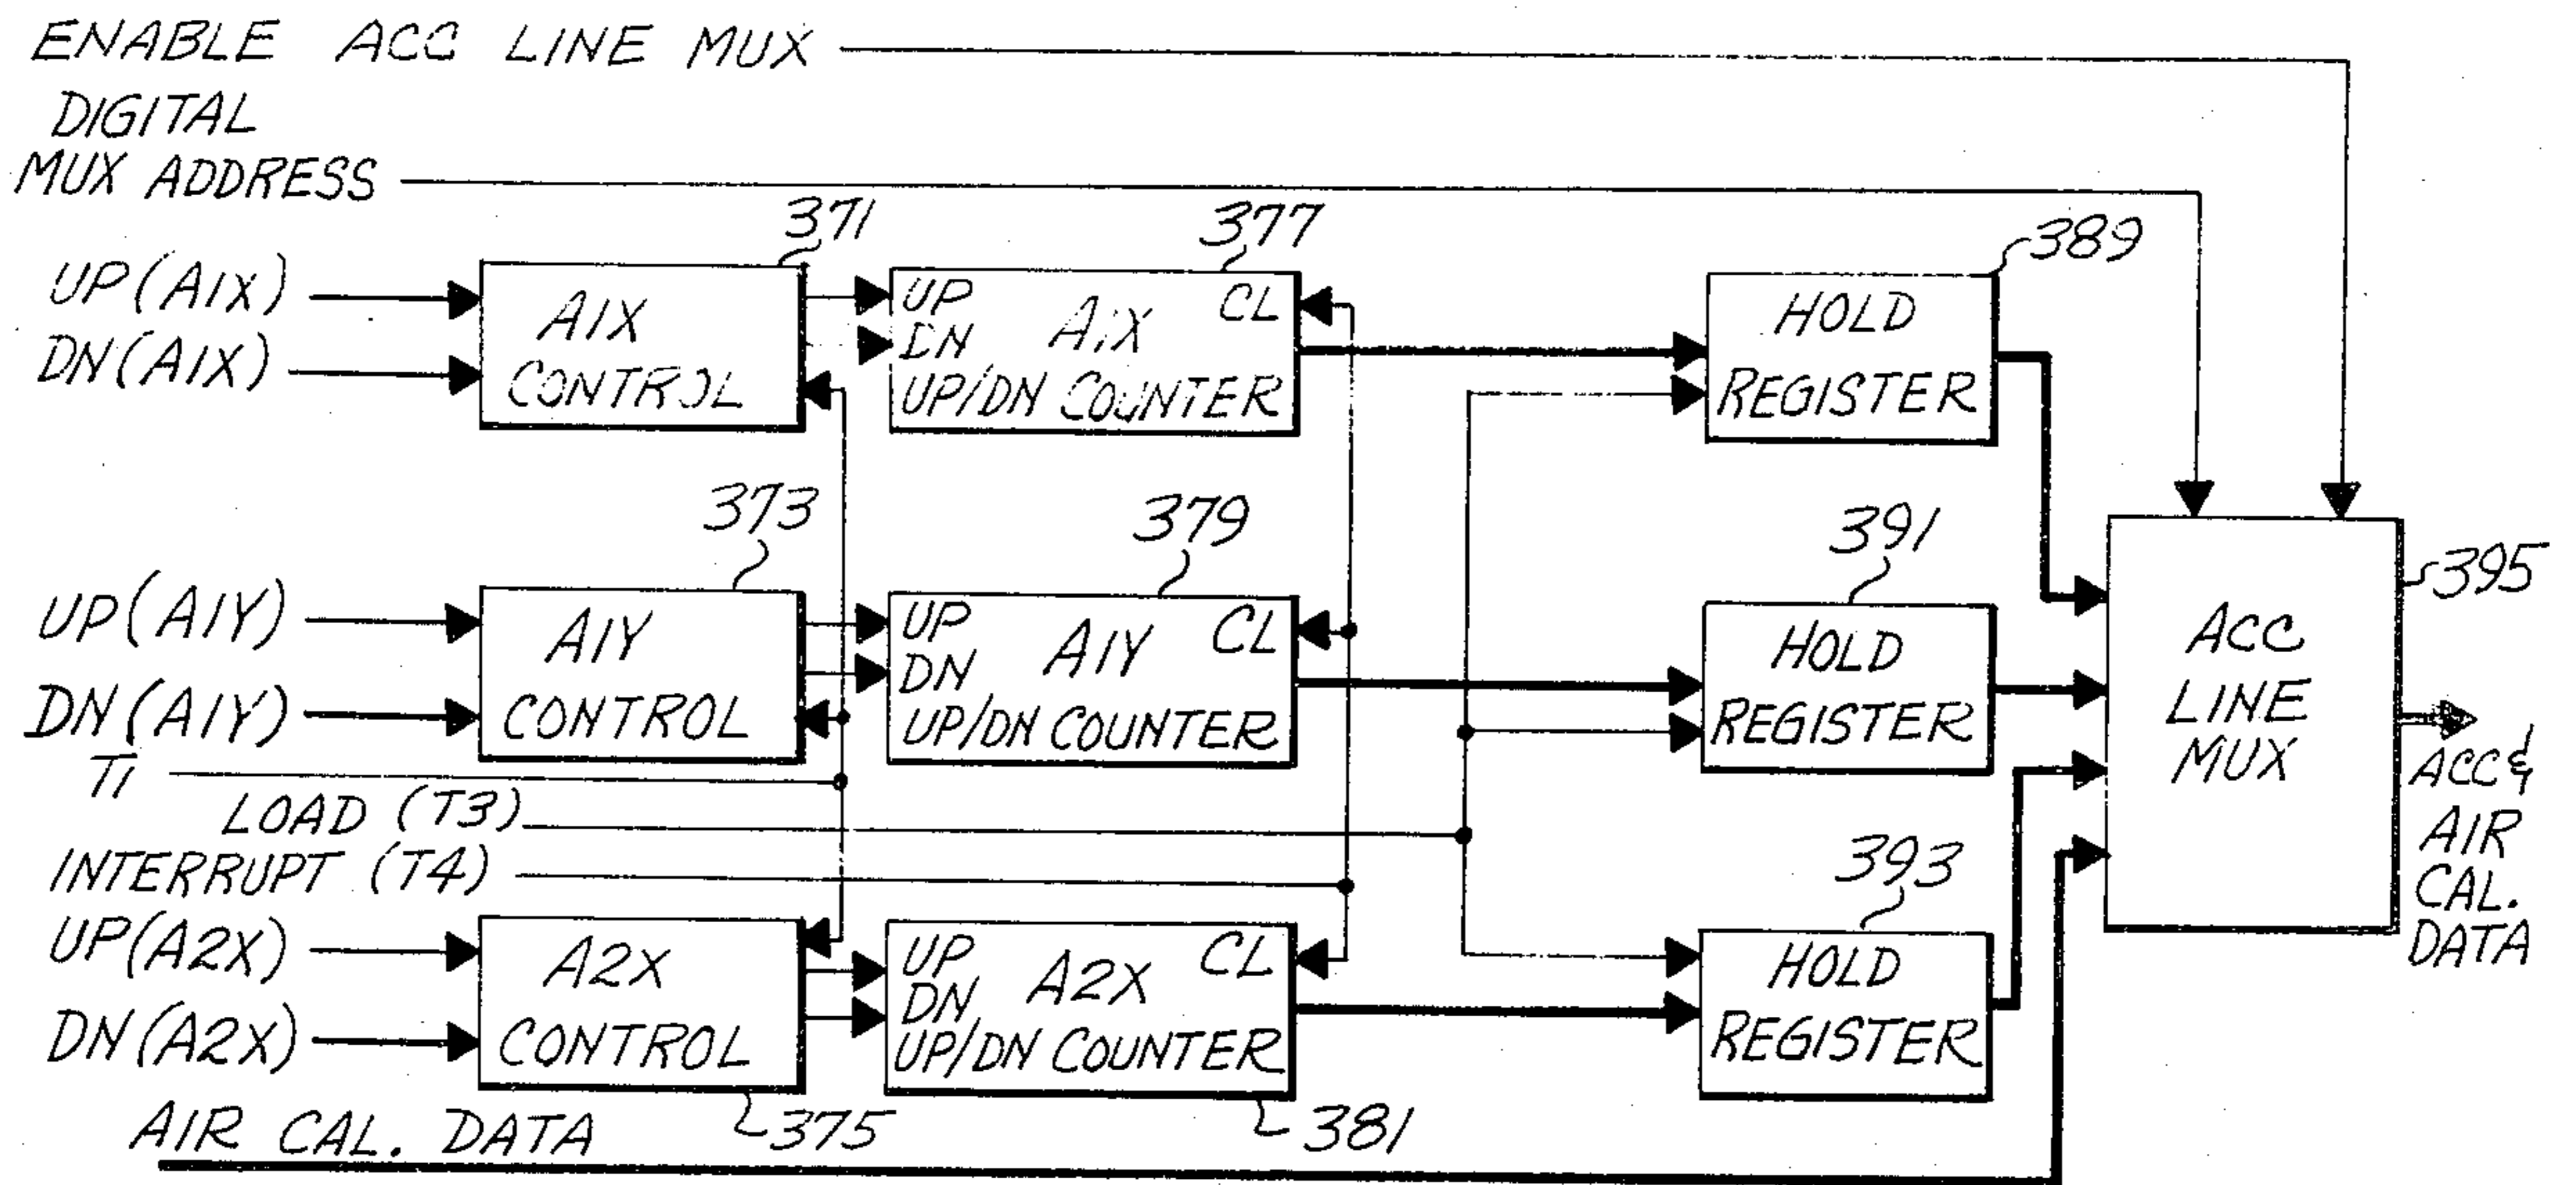 ENABLE ACC LINE MUX
DIGITAL
MUX ADDRESS
371
377
389
UP(A1X)
DN(A1X)
A1X
CONTROL
UP
DN
CL
A1X
UP/DN COUNTER
HOLD
REGISTER
373
379
391
395
UP(A1Y)
DN(A1Y)
A1Y
CONTROL
UP
DN
CL
A1Y
UP/DN COUNTER
HOLD
REGISTER
ACC
LINE
MUX
ACC &
AIR
CAL.
DATA
T1
LOAD (T3)
INTERRUPT (T4)
393
UP(A2X)
DN(A2X)
A2X
CONTROL
UP
DN
CL
A2X
UP/DN COUNTER
HOLD
REGISTER
375
381
AIR CAL. DATA